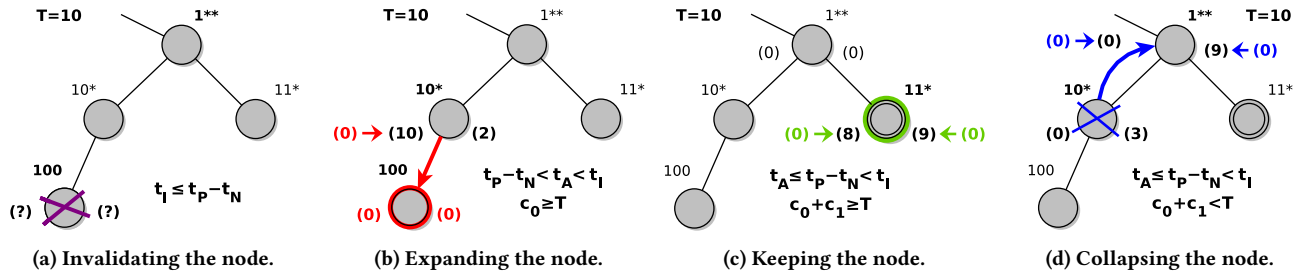 T=10
1**
10*
11*
100
(?)
(?)
t_I ≤ t_P−t_N
(a) Invalidating the node.
T=10
1**
10*
11*
(0) → (10)
(2)
100
(0)
(0)
t_P−t_N < t_A < t_I
c_0 ≥ T
(b) Expanding the node.
T=10
1**
(0)
(0)
10*
11*
(0) → (8)
(9) ← (0)
100
t_A ≤ t_P−t_N < t_I
c_0+c_1 ≥ T
(c) Keeping the node.
1**
T=10
(0) → (0)
(9) ← (0)
10*
11*
(0)
(3)
100
t_A ≤ t_P−t_N < t_I
c_0+c_1 < T
(d) Collapsing the node.